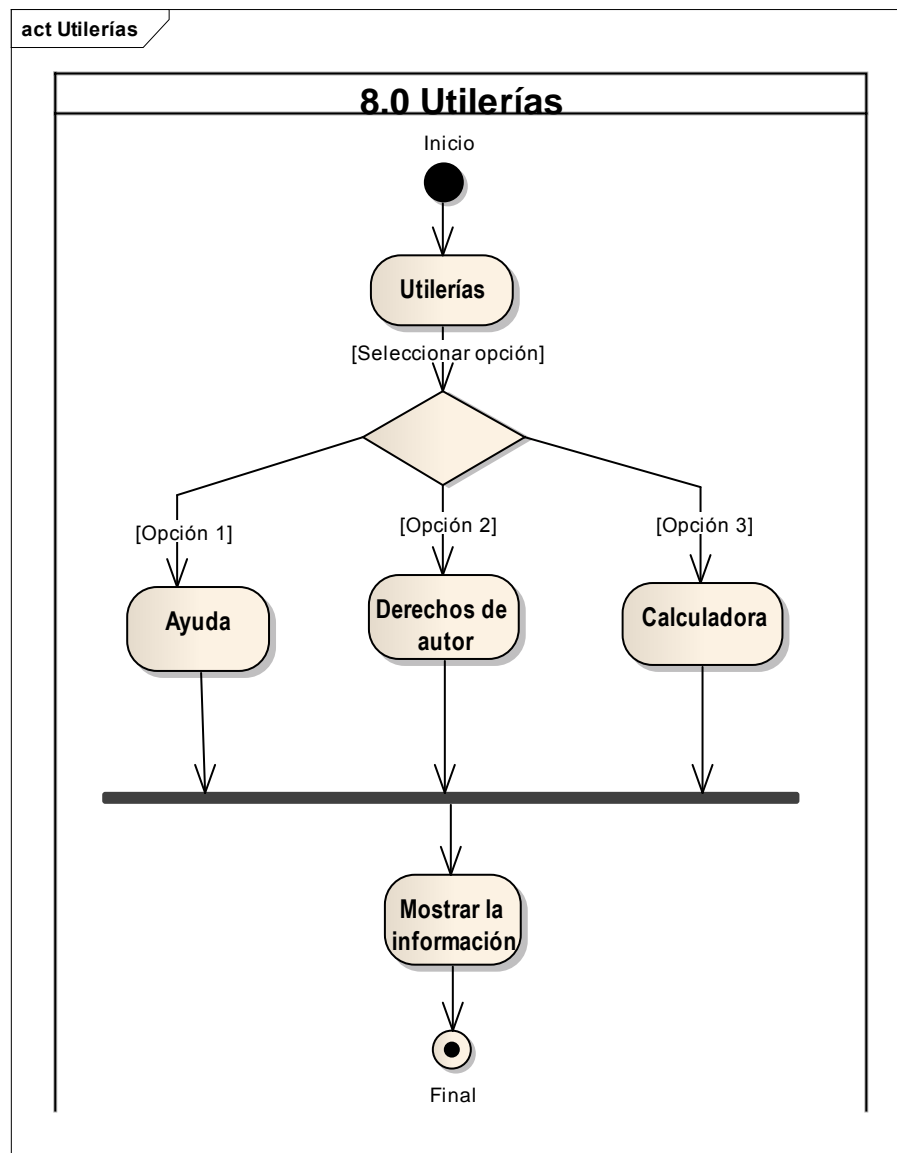 act Utilerías
8.0 Utilerías
Inicio
Utilerías
[Seleccionar opción]
[Opción 1]
[Opción 2]
[Opción 3]
Ayuda
Derechos de
autor
Calculadora
Mostrar la
información
Final